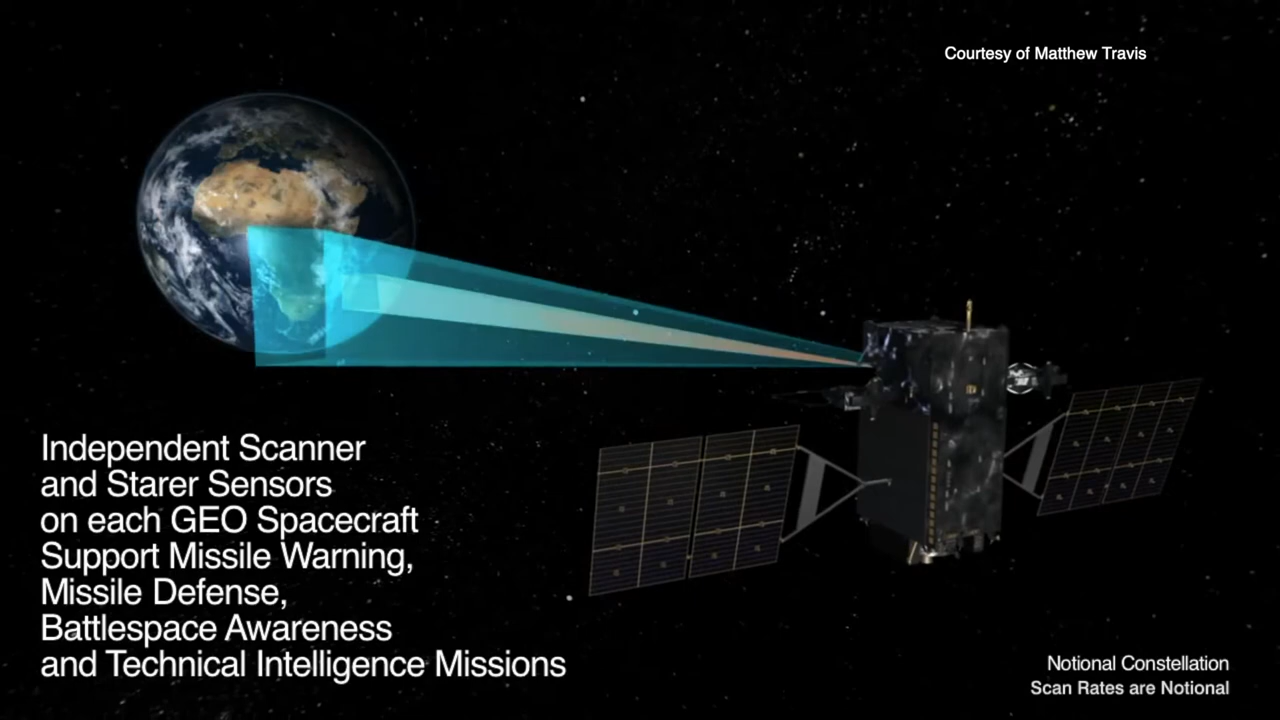 Courtesy of Matthew Travis
Independent Scanner
and Starer Sensors
on each GEO Spacecraft
Support Missile Warning,
Missile Defense,
Battlespace Awareness
and Technical Intelligence Missions
Notional Constellation
Scan Rates are Notional